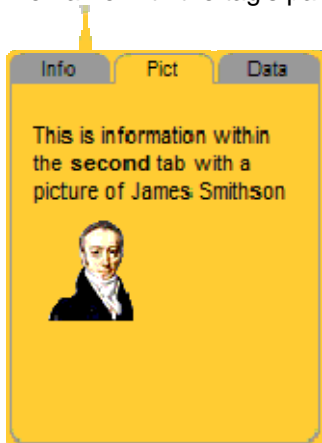 Info Pict Data
This is information within
the second tab with a
picture of James Smithson